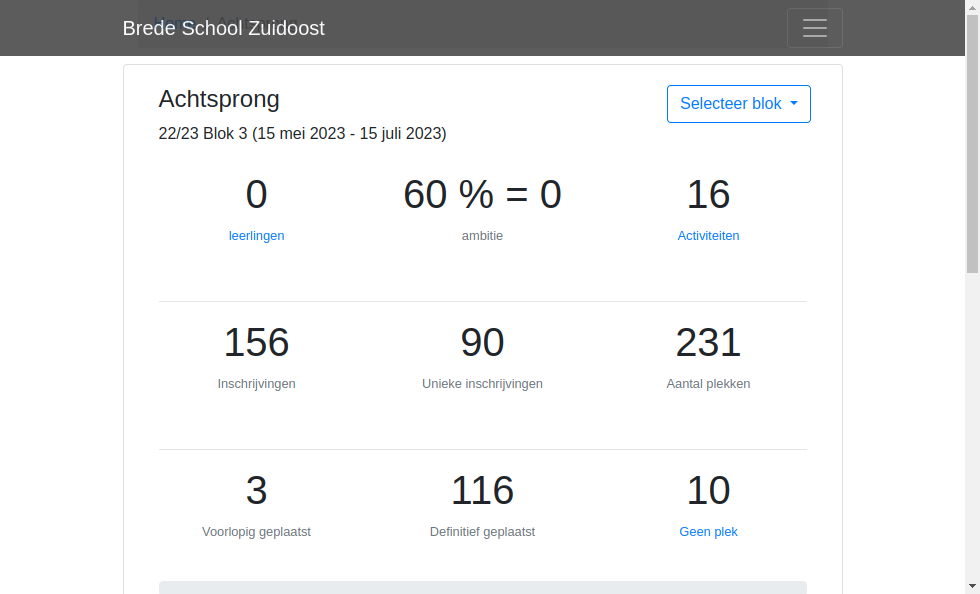 Brede School Zuidoost
Achtsprong
Selecteer blok
22/23 Blok 3 (15 mei 2023 - 15 juli 2023)
0
60 % = 0
16
leerlingen
ambitie
Activiteiten
156
90
231
Inschrijvingen
Unieke inschrijvingen
Aantal plekken
3
116
10
Voorlopig geplaatst
Definitief geplaatst
Geen plek